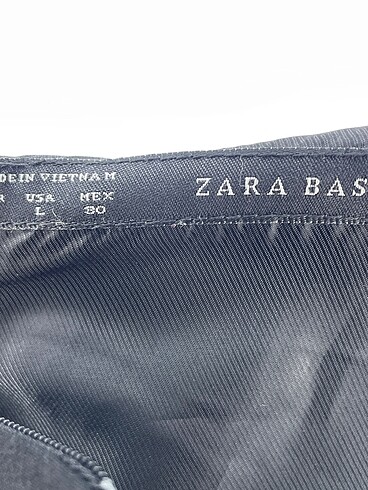 DE IN VIETNAM
R USA MEX
L 30
ZARA BAS